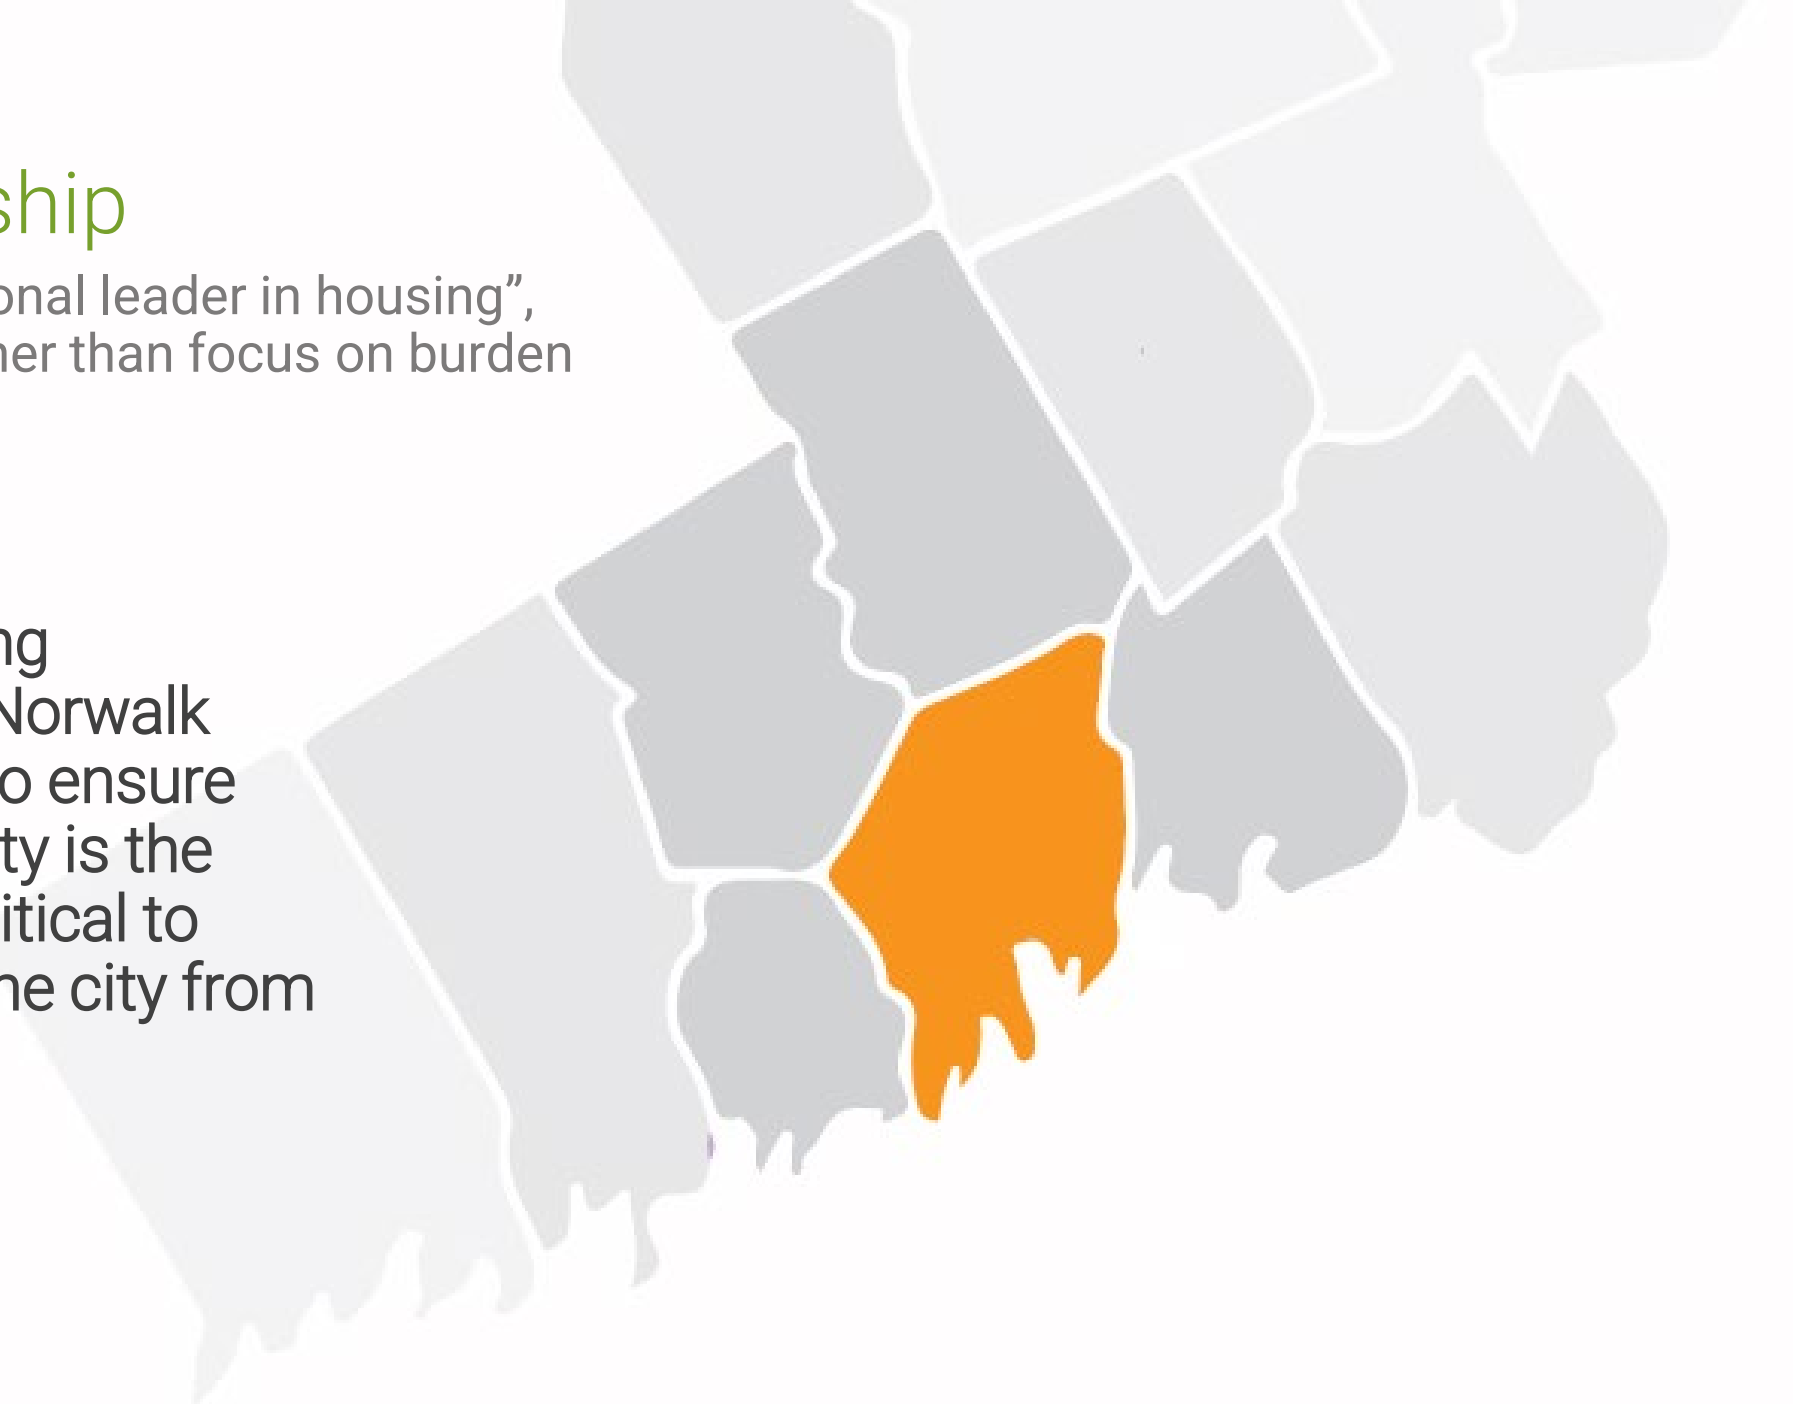 ship
onal leader in housing”,
her than focus on burden
ng
Norwalk
o ensure
ty is the
itical to
he city from